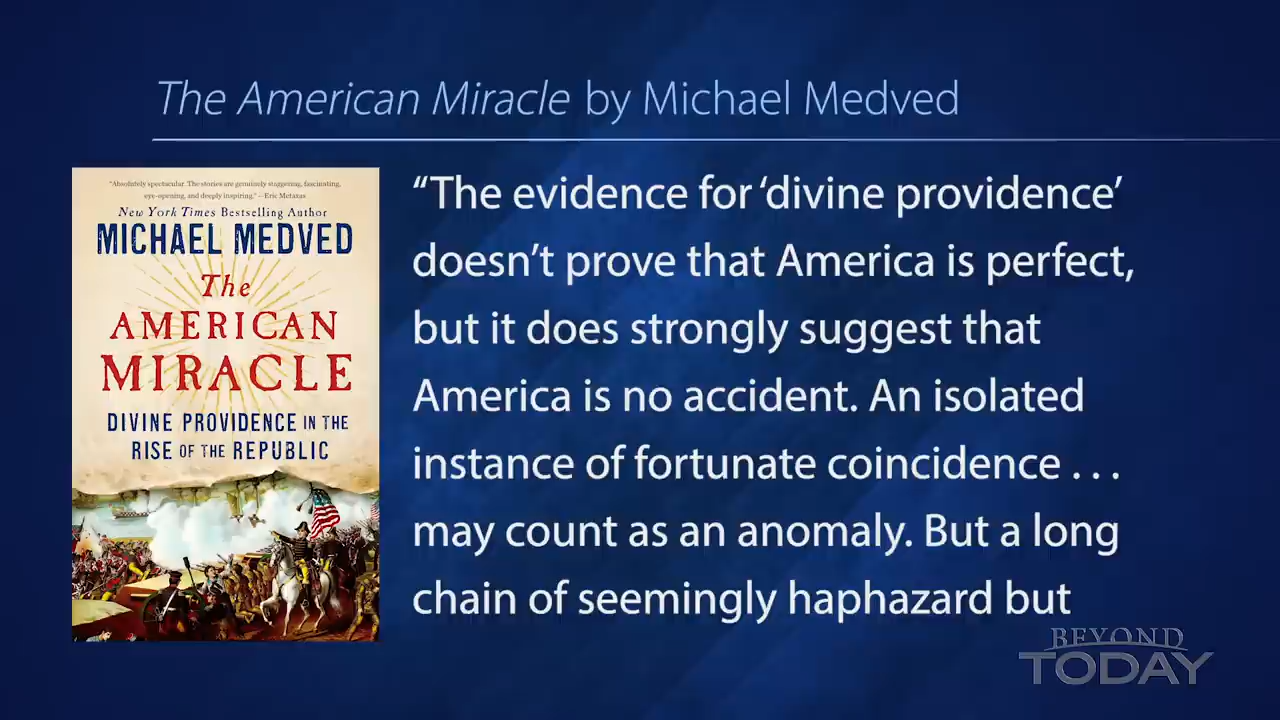 The American Miracle by Michael Medved
"Absolutely spectacular. The stories are genuinely staggering, fascinating,
eye-opening, and deeply inspiring." —Eric Metaxas
New York Times Bestselling Author
MICHAEL MEDVED
The
AMERICAN
MIRACLE
DIVINE PROVIDENCE IN THE
RISE OF THE REPUBLIC
“The evidence for ‘divine providence’
doesn’t prove that America is perfect,
but it does strongly suggest that
America is no accident. An isolated
instance of fortunate coincidence . . .
may count as an anomaly. But a long
chain of seemingly haphazard but
BEYOND
TODAY